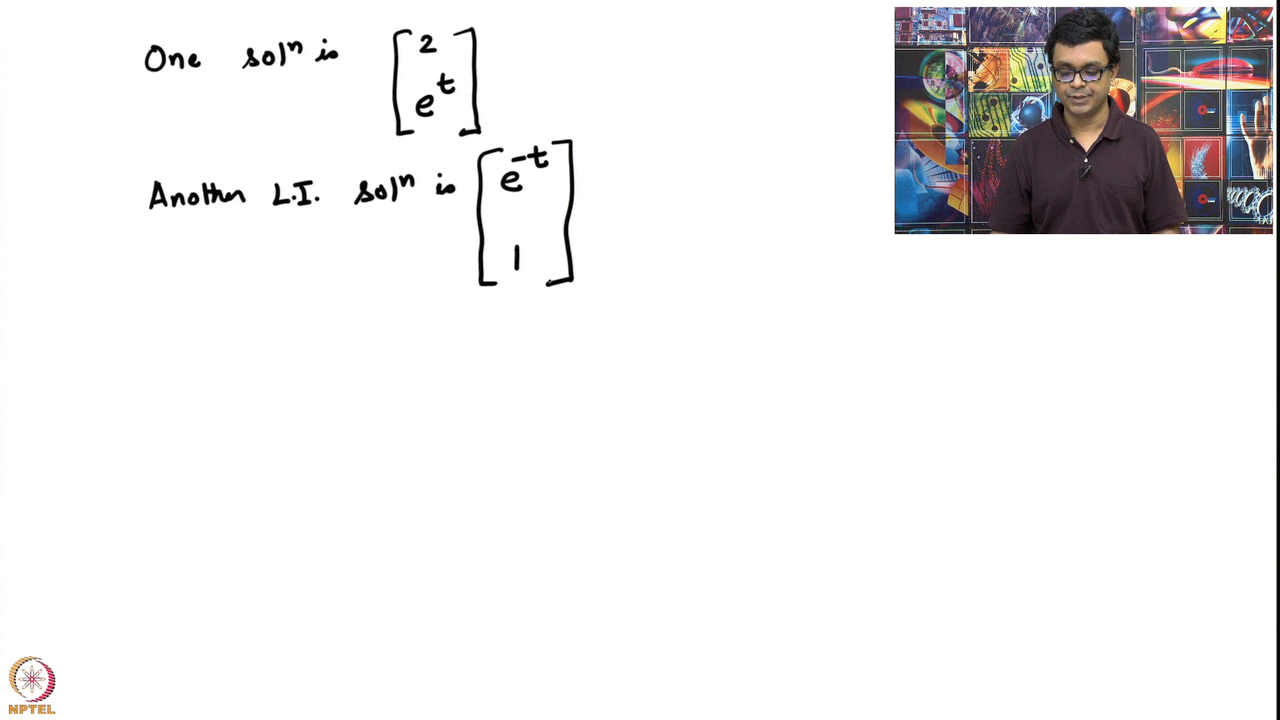 One solⁿ is [2 e^t]
Another L.I. solⁿ is [e^-t 1]
NPTEL